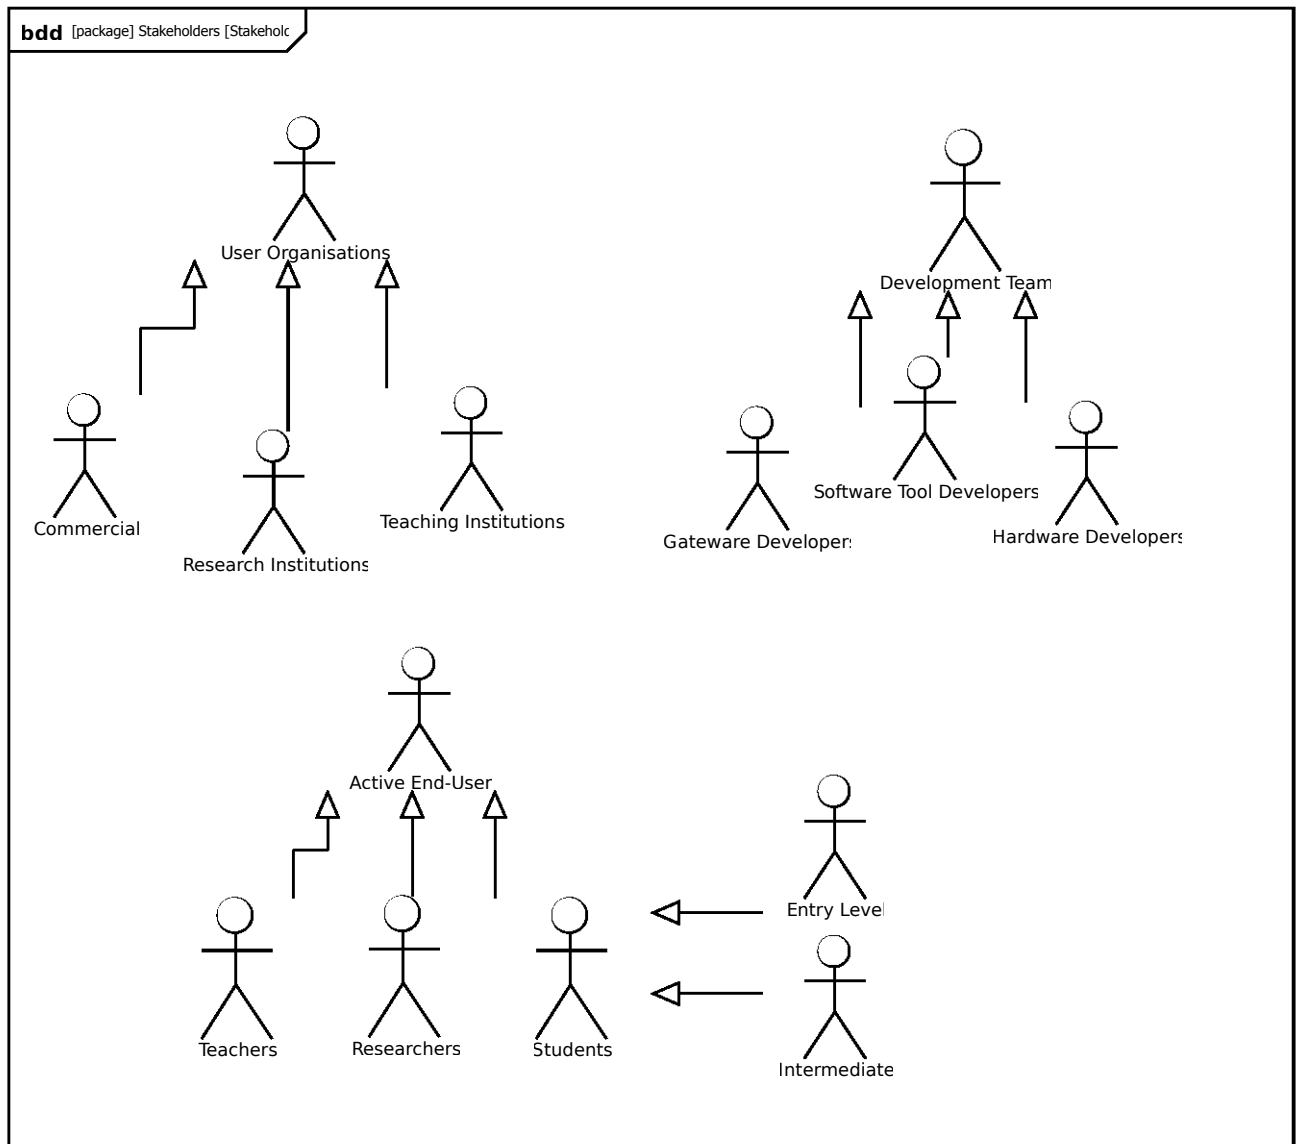 bdd [package] Stakeholders [Stakehold
User Organisations
Development Team
Commercial
Research Institutions
Teaching Institutions
Gateware Developers
Software Tool Developers
Hardware Developers
Active End-User
Teachers
Researchers
Students
Entry Level
Intermediate